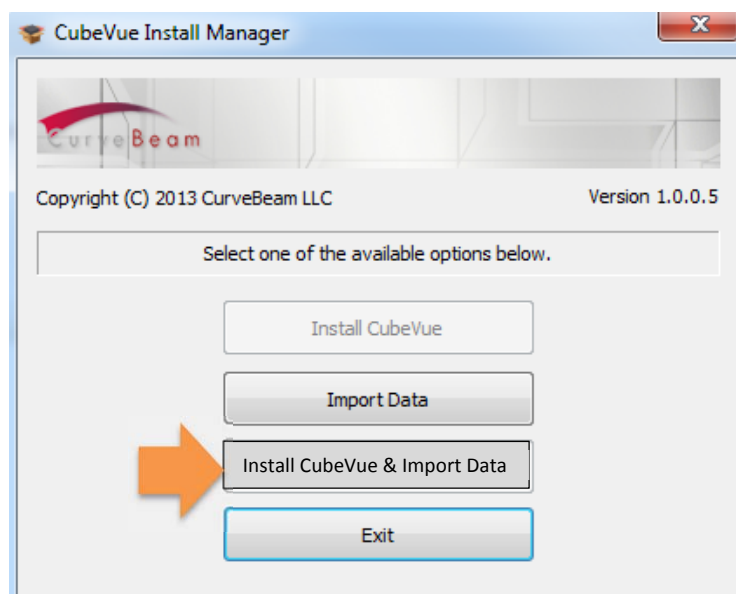 CubeVue Install Manager
CurveBeam
Copyright (C) 2013 CurveBeam LLC Version 1.0.0.5
Select one of the available options below.
Install CubeVue
Import Data
Install CubeVue & Import Data
Exit